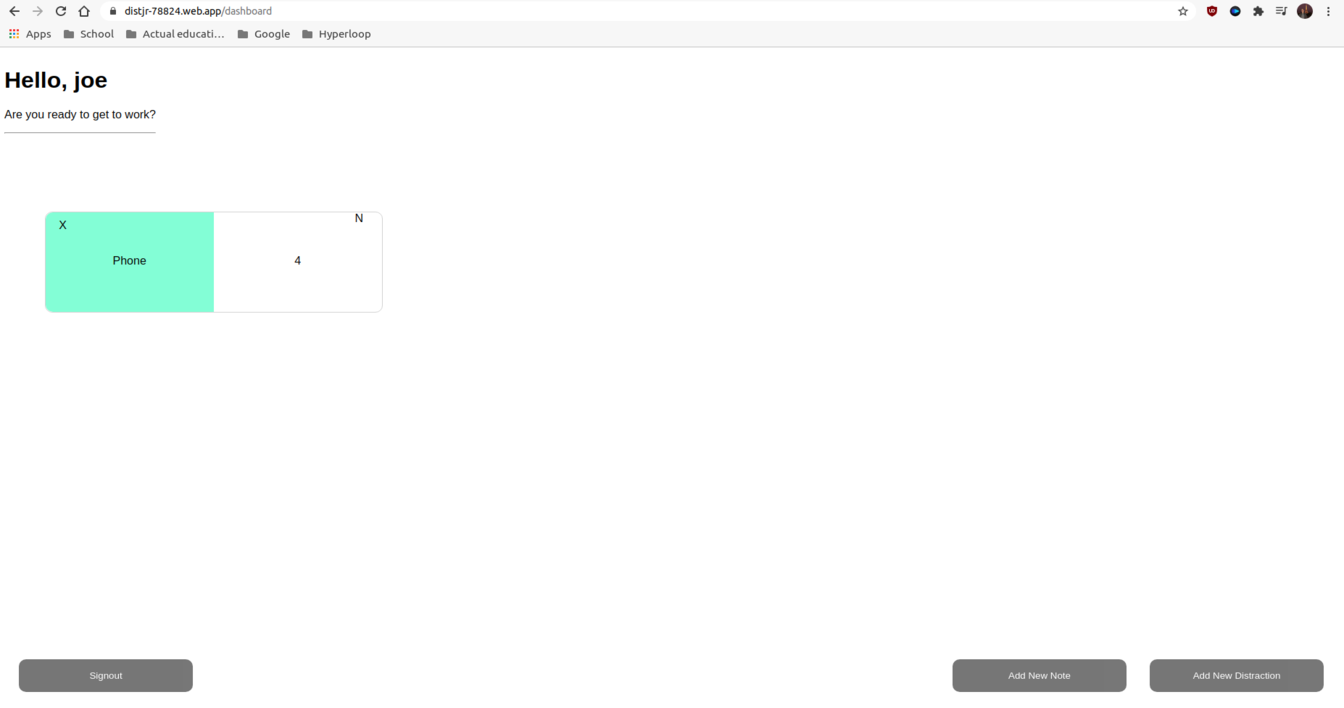 distjr-78824.web.app/dashboard
Apps School Actual educati... Google Hyperloop
Hello, joe
Are you ready to get to work?
X
N
Phone
4
Signout
Add New Note
Add New Distraction